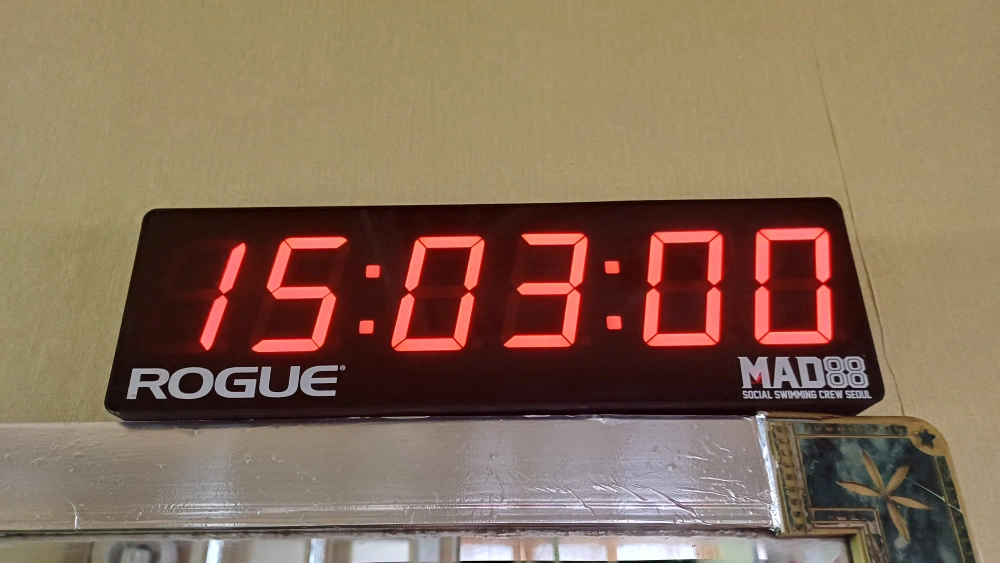 15:03:00
ROGUE®
MAD88
SOCIAL SWIMMING CREW SEOUL